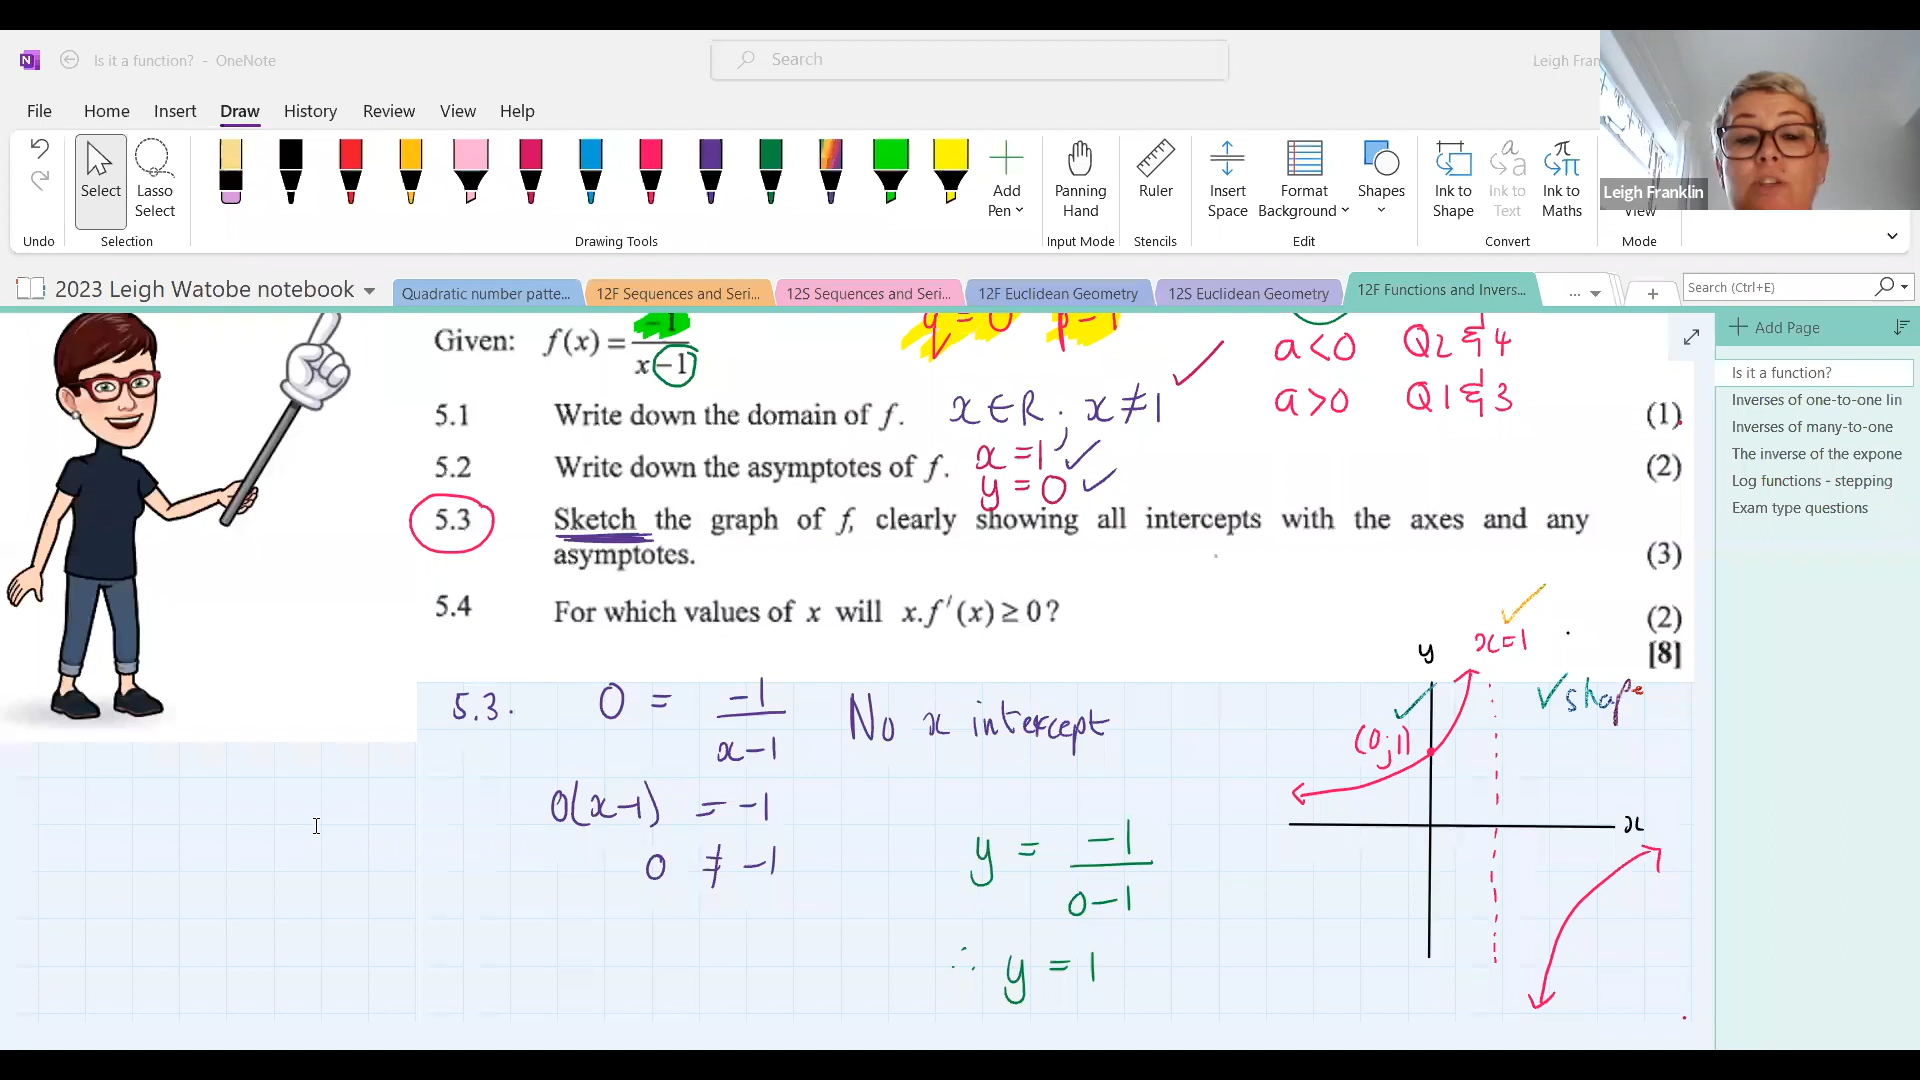 Is it a function? - OneNote
Search
Leigh Fran
File Home Insert Draw History Review View Help
Undo
Select
Lasso Select
Selection
Drawing Tools
Add Pen
Panning Hand
Input Mode
Ruler
Stencils
Insert Space
Format Background
Shapes
Edit
Ink to Shape
Ink to Text
Ink to Maths
Convert
View
Mode
Leigh Franklin
2023 Leigh Watobe notebook
Quadratic number patte...
12F Sequences and Seri...
12S Sequences and Seri...
12F Euclidean Geometry
12S Euclidean Geometry
12F Functions and Invers...
...
Search (Ctrl+E)
Add Page
Is it a function?
Inverses of one-to-one lin
Inverses of many-to-one
The inverse of the expone
Log functions - stepping
Exam type questions
Given: f(x) = -1/(x-1)
q = 0 p = 1
a < 0 Q2 & 4
a > 0 Q1 & 3
5.1 Write down the domain of f. x ∈ R ; x ≠ 1 ✓ (1)
5.2 Write down the asymptotes of f. x = 1 ✓ (2)
y = 0 ✓
5.3 Sketch the graph of f, clearly showing all intercepts with the axes and any
asymptotes. (3)
5.4 For which values of x will x.f′(x) ≥ 0? (2)
[8]
5.3. 0 = -1/(x-1) No x intercept
0(x-1) = -1
0 ≠ -1
y = -1/(0-1)
∴ y = 1
y
x=1 ✓
✓ shape
✓
(0;1)
x